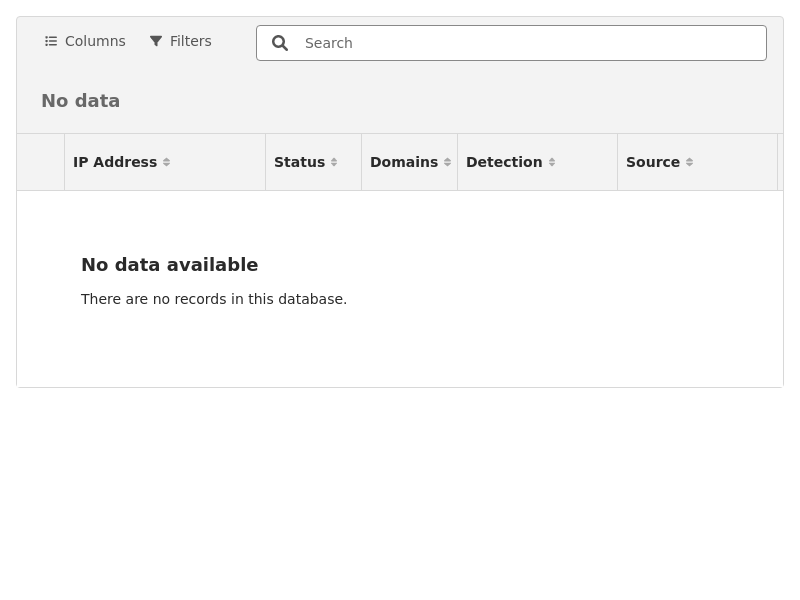 Columns Filters Search
No data
IP Address Status Domains Detection Source
No data available
There are no records in this database.